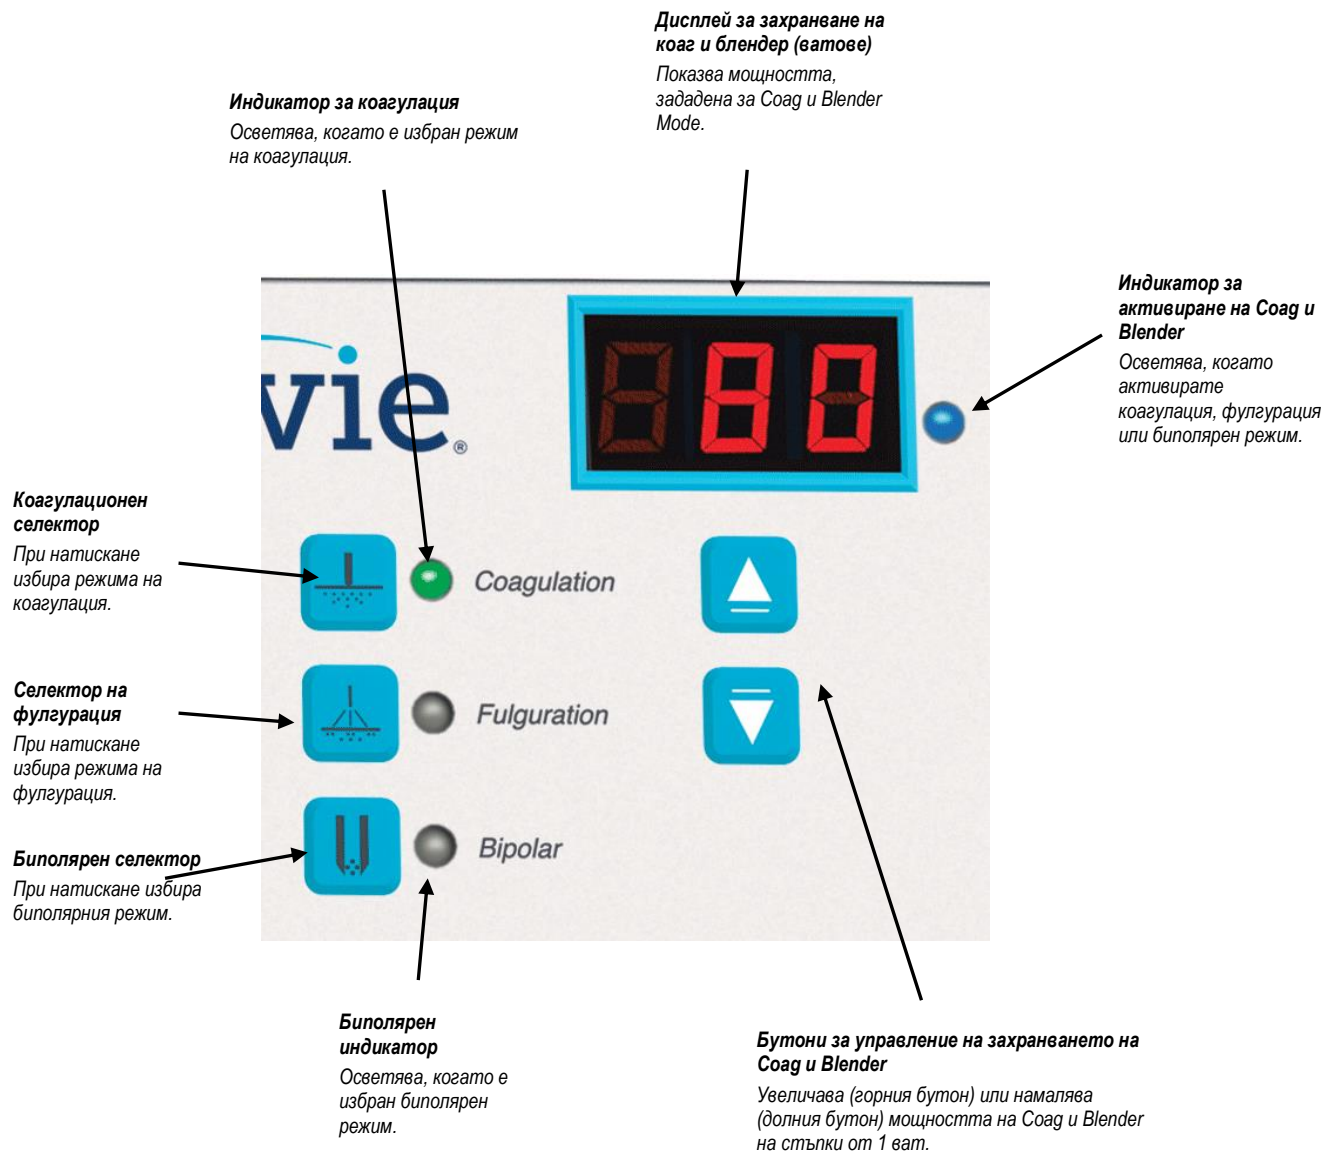 Дисплей за захранване на
коаг и блендер (ватове)
Показва мощността,
зададена за Coag и Blender
Mode.
Индикатор за коагулация
Осветява, когато е избран режим
на коагулация.
Индикатор за
активиране на Coag и
Blender
Осветява, когато
активирате
коагулация, фулгурация
или биполярен режим.
vie®
80
Коагулационен
селектор
При натискане
избира режима на
коагулация.
Coagulation
Селектор на
фулгурация
При натискане
избира режима на
фулгурация.
Fulguration
Биполярен селектор
При натискане избира
биполярния режим.
Bipolar
Биполярен
индикатор
Осветява, когато е
избран биполярен
режим.
Бутони за управление на захранването на
Coag и Blender
Увеличава (горния бутон) или намалява
(долния бутон) мощността на Coag и Blender
на стъпки от 1 ват.